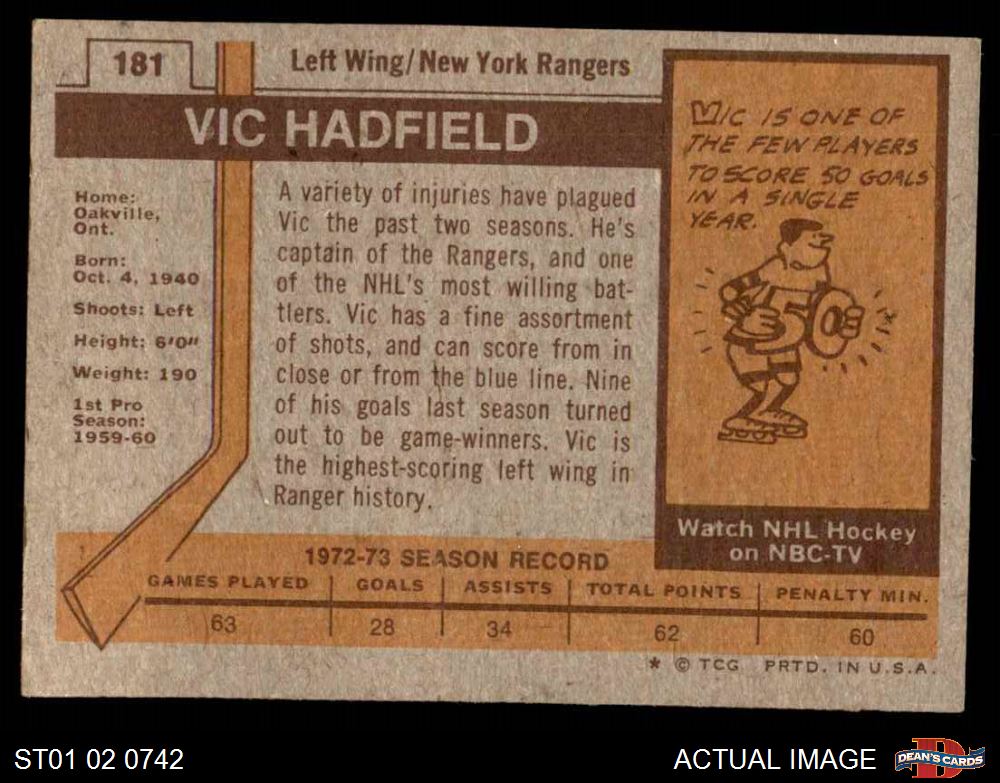 181
Left Wing/New York Rangers
VIC HADFIELD
Home:
Oakville,
Ont.
Born:
Oct. 4, 1940
Shoots: Left
Height: 6'0"
Weight: 190
1st Pro
Season:
1959-60
A variety of injuries have plagued
Vic the past two seasons. He's
captain of the Rangers, and one
of the NHL's most willing bat-
tlers. Vic has a fine assortment
of shots, and can score from in
close or from the blue line. Nine
of his goals last season turned
out to be game-winners. Vic is
the highest-scoring left wing in
Ranger history.
VIC IS ONE OF
THE FEW PLAYERS
TO SCORE 50 GOALS
IN A SINGLE
YEAR.
50
Watch NHL Hockey
on NBC-TV
1972-73 SEASON RECORD
GAMES PLAYED GOALS ASSISTS TOTAL POINTS PENALTY MIN.
63 28 34 62 60
* © TCG PRTD. IN U.S.A.
ST01 02 0742
ACTUAL IMAGE
D
DEAN'S CARDS